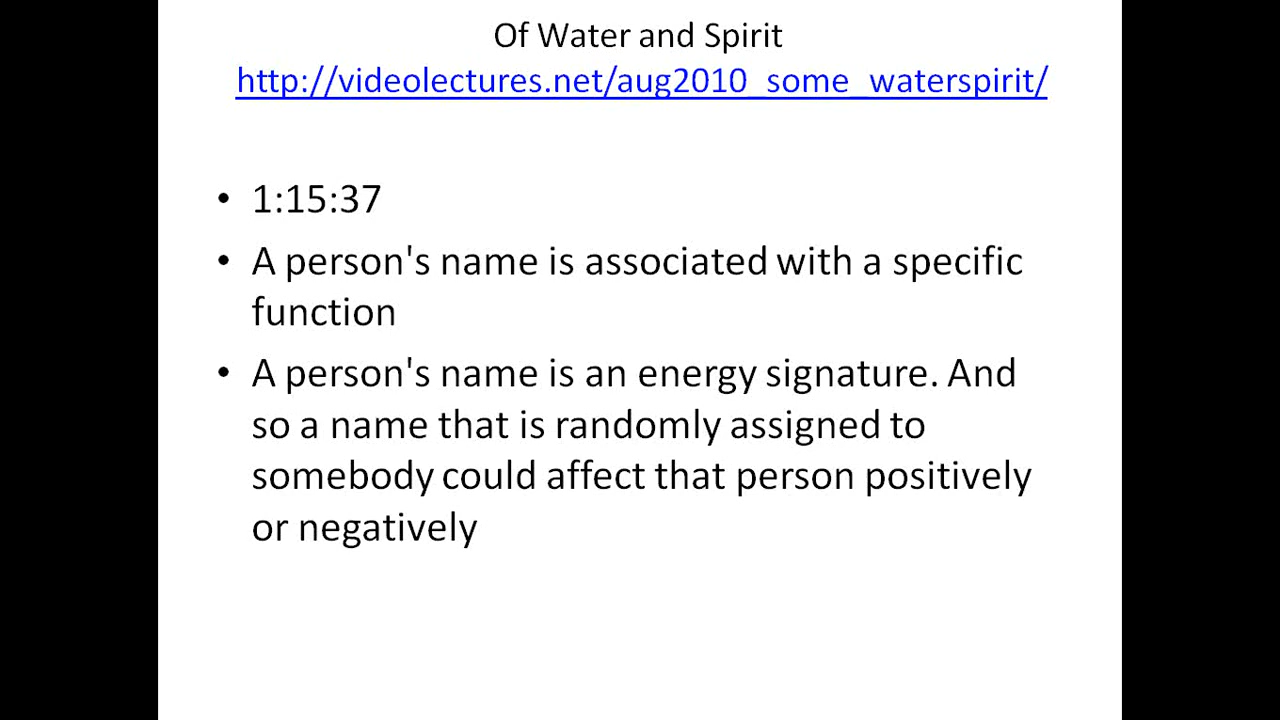 Of Water and Spirit
http://videolectures.net/aug2010_some_waterspirit/
• 1:15:37
• A person's name is associated with a specific
function
• A person's name is an energy signature. And
so a name that is randomly assigned to
somebody could affect that person positively
or negatively